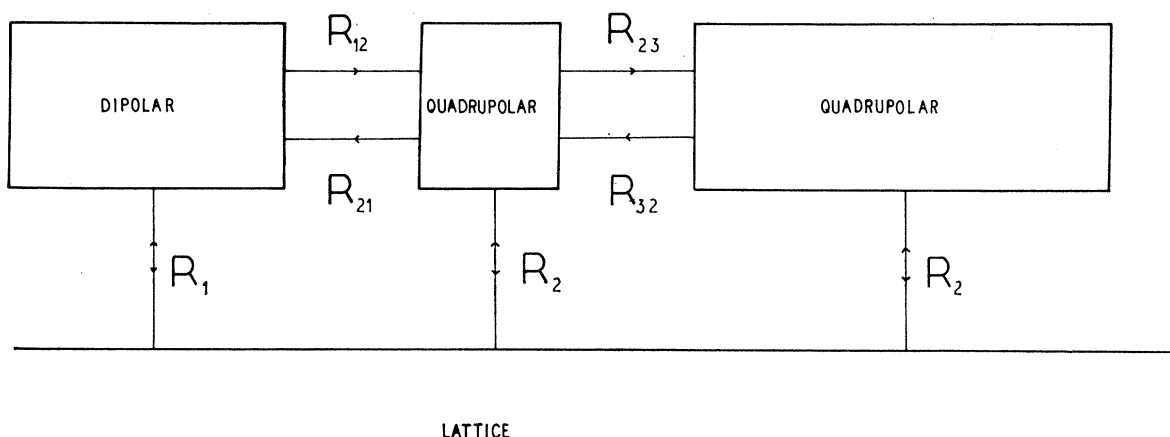 R12 R23
DIPOLAR QUADRUPOLAR QUADRUPOLAR
R21 R32
R1 R2 R2
LATTICE